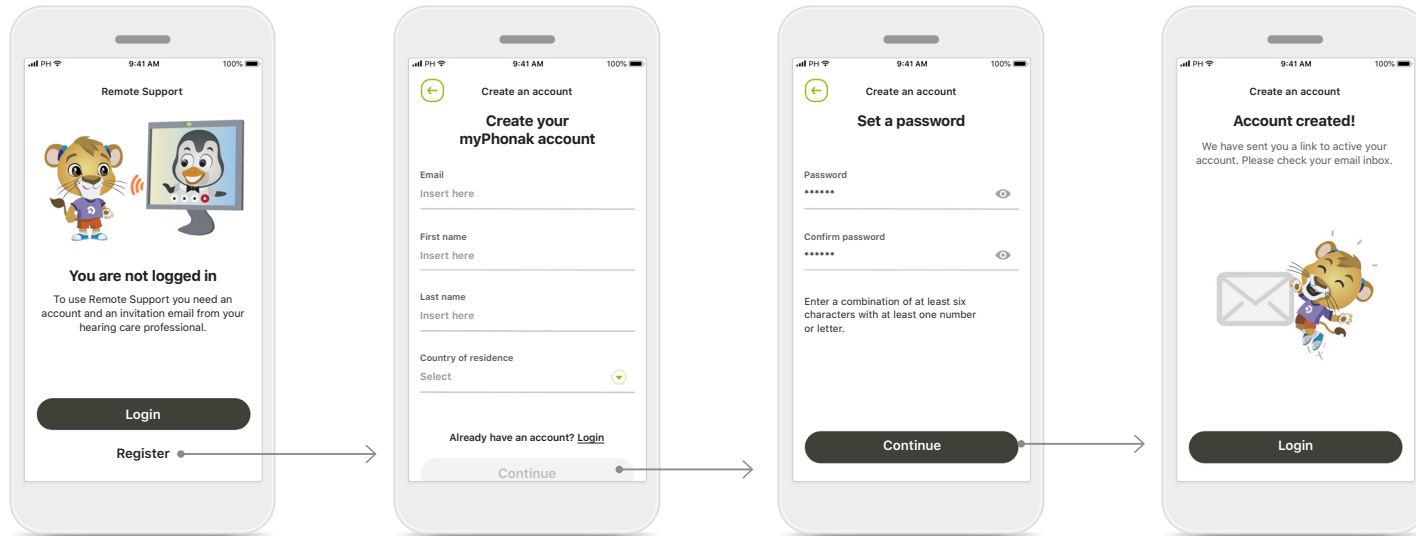 PH
9:41 AM
100%
Remote Support
You are not logged in
To use Remote Support you need an
account and an invitation email from your
hearing care professional.
Login
Register
PH
9:41 AM
100%
Create an account
Create your
myPhonak account
Email
Insert here
First name
Insert here
Last name
Insert here
Country of residence
Select
Already have an account? Login
Continue
PH
9:41 AM
100%
Create an account
Set a password
Password
******
Confirm password
******
Enter a combination of at least six
characters with at least one number
or letter.
Continue
PH
9:41 AM
100%
Create an account
Account created!
We have sent you a link to active your
account. Please check your email inbox.
Login